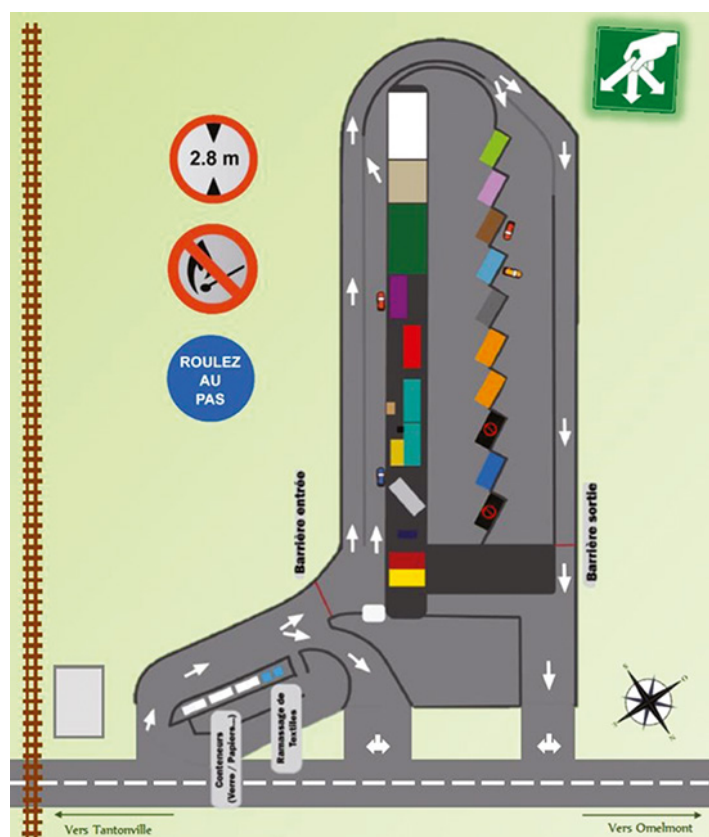 2.8 m
ROULEZ
AU
PAS
Barrière entrée
Barrière sortie
Conteneurs
(Verre / Papiers...)
Ramassage de
Textiles
Vers Tantonville
Vers Omelmont